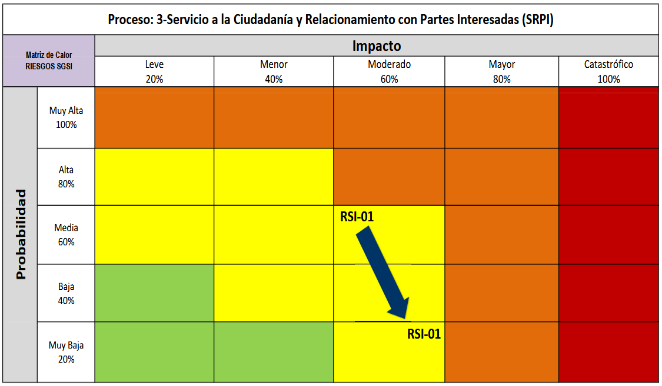 Proceso: 3-Servicio a la Ciudadanía y Relacionamiento con Partes Interesadas (SRPI)
Matriz de Calor
RIESGOS SGSI
Impacto
Leve
20%
Menor
40%
Moderado
60%
Mayor
80%
Catastrófico
100%
Probabilidad
Muy Alta
100%
Alta
80%
Media
60%
RSI-01
Baja
40%
Muy Baja
20%
RSI-01